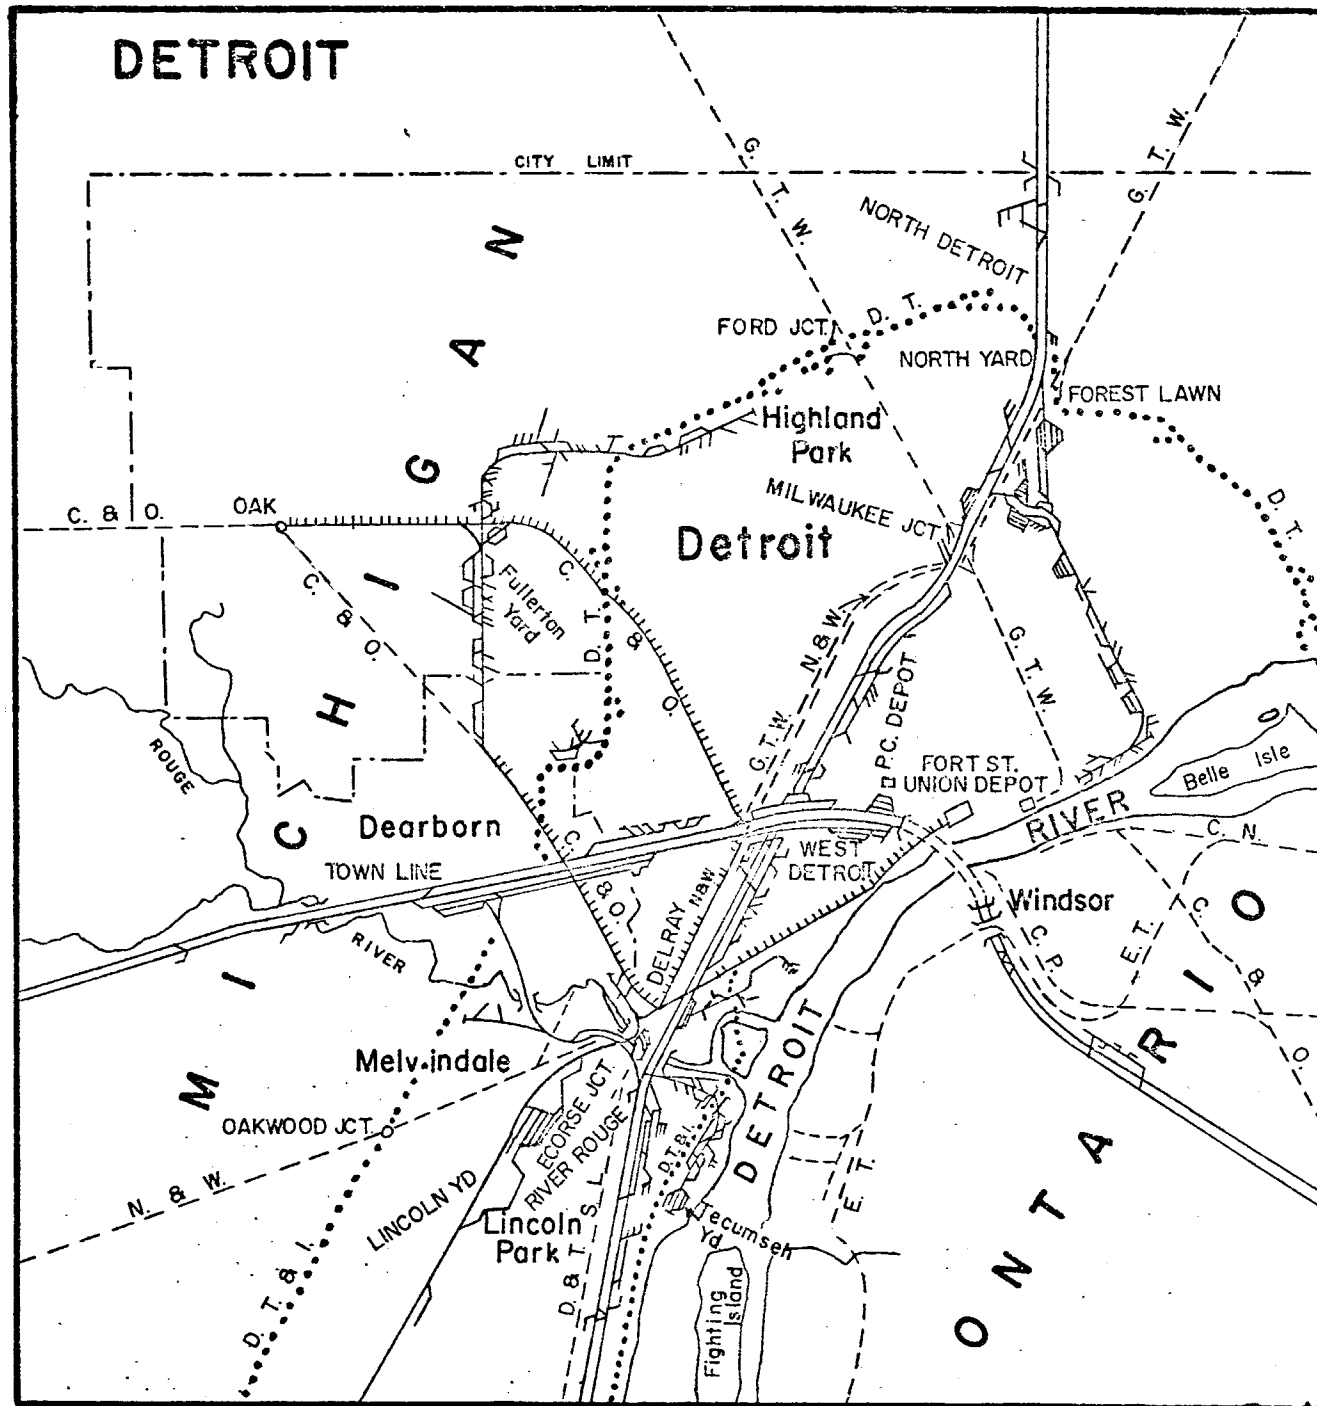 DETROIT
CITY LIMIT
G. T. W.
G. T. W.
NORTH DETROIT
D. T.
FORD JCT.
NORTH YARD
FOREST LAWN
Highland
Park
MILWAUKEE JCT.
D. T.
C. & O.
OAK
Detroit
Fullerton
Yard
C. & O.
C. & O.
D. T.
N. & W.
G. T. W.
G. T. W.
P.C. DEPOT
FORT ST.
UNION DEPOT
Belle Isle
ROUGE
RIVER
Dearborn
TOWN LINE
C. & O.
WEST
DETROIT
DELRAY
N&W
C. N.
Windsor
C. P.
E. T.
C. & O.
RIVER
DETROIT
Melvindale
OAKWOOD JCT.
ECORSE JCT.
RIVER ROUGE
D.T.& I.
E. T.
N. & W.
LINCOLN YD
Lincoln
Park
Tecumseh
Yd.
D. & T. S. L.
D. T. & I.
Fighting
Island
MICHIGAN
ONTARIO